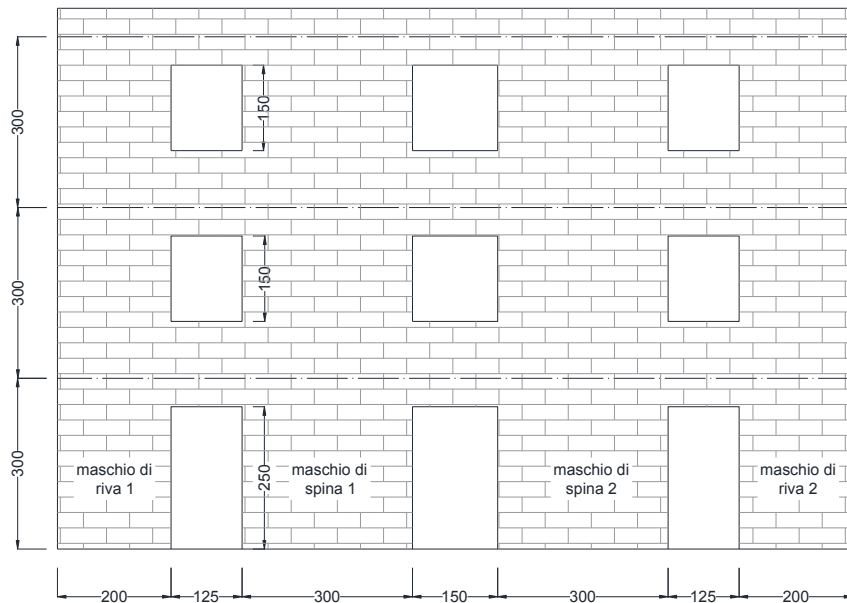 300
150
300
150
300
250
maschio di
riva 1
maschio di
spina 1
maschio di
spina 2
maschio di
riva 2
200 125 300 150 300 125 200